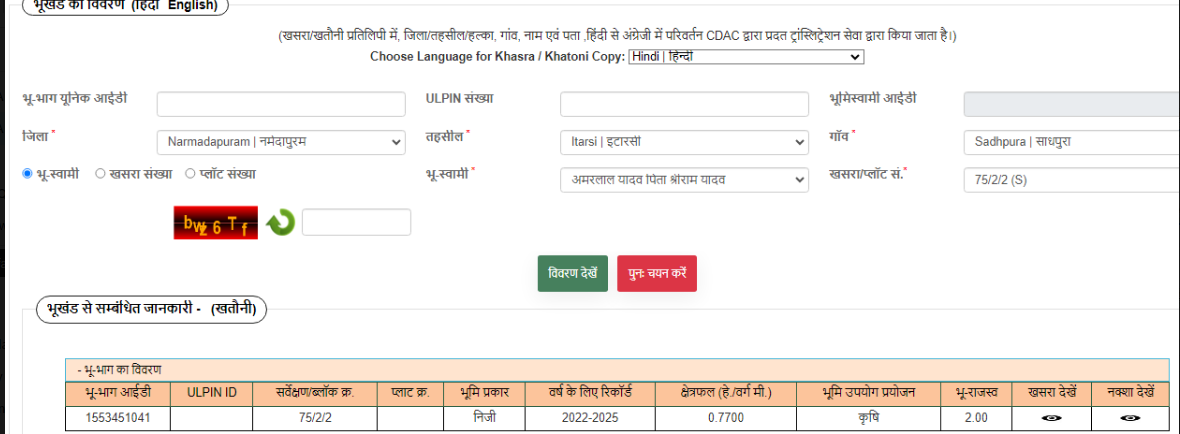 भूखंड का विवरण (हिंदी English)
(खसरा/खतौनी प्रतिलिपी में, जिला/तहसील/हल्का, गांव, नाम एवं पता ,हिंदी से अंग्रेजी में परिवर्तन CDAC द्वारा प्रदत ट्रांस्लिट्रेशन सेवा द्वारा किया जाता है।)
Choose Language for Khasra / Khatoni Copy: Hindi | हिन्दी
भू-भाग यूनिक आईडी ULPIN संख्या भूमिस्वामी आईडी
जिला * Narmadapuram | नर्मदापुरम तहसील * Itarsi | इटारसी गाँव * Sadhpura | साधपुरा
भू-स्वामी खसरा संख्या प्लॉट संख्या भू-स्वामी * अमरलाल यादव पिता श्रीराम यादव खसरा/प्लॉट सं.* 75/2/2 (S)
bwz6Tf
विवरण देखें पुनः चयन करें
भूखंड से सम्बंधित जानकारी - (खतौनी)
- भू-भाग का विवरण
भू-भाग आईडी ULPIN ID सर्वेक्षण/ब्लॉक क्र. प्लाट क्र. भूमि प्रकार वर्ष के लिए रिकॉर्ड क्षेत्रफल (हे./वर्ग मी.) भूमि उपयोग प्रयोजन भू-राजस्व खसरा देखें नक्शा देखें
1553451041 75/2/2 निजी 2022-2025 0.7700 कृषि 2.00